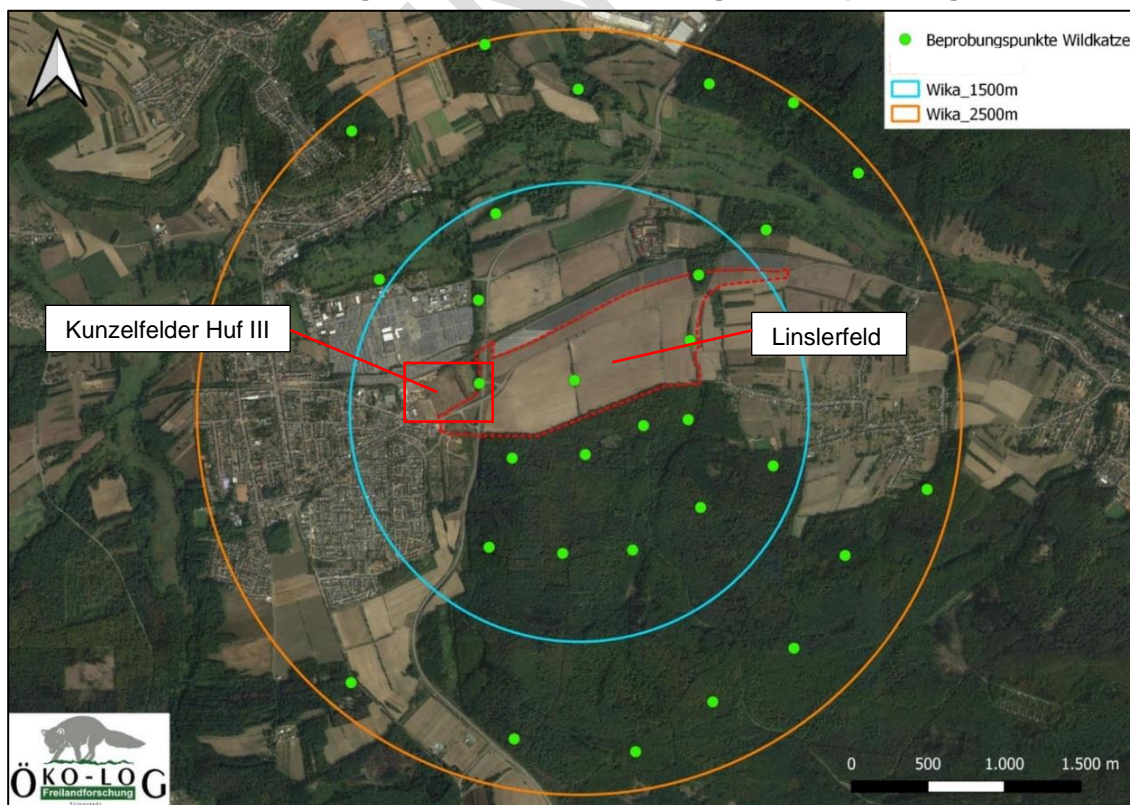 Beprobungspunkte Wildkatze
Wika_1500m
Wika_2500m
Kunzelfelder Huf III
Linslerfeld
ÖKO-LOG
Freilandforschung
0 500 1.000 1.500 m